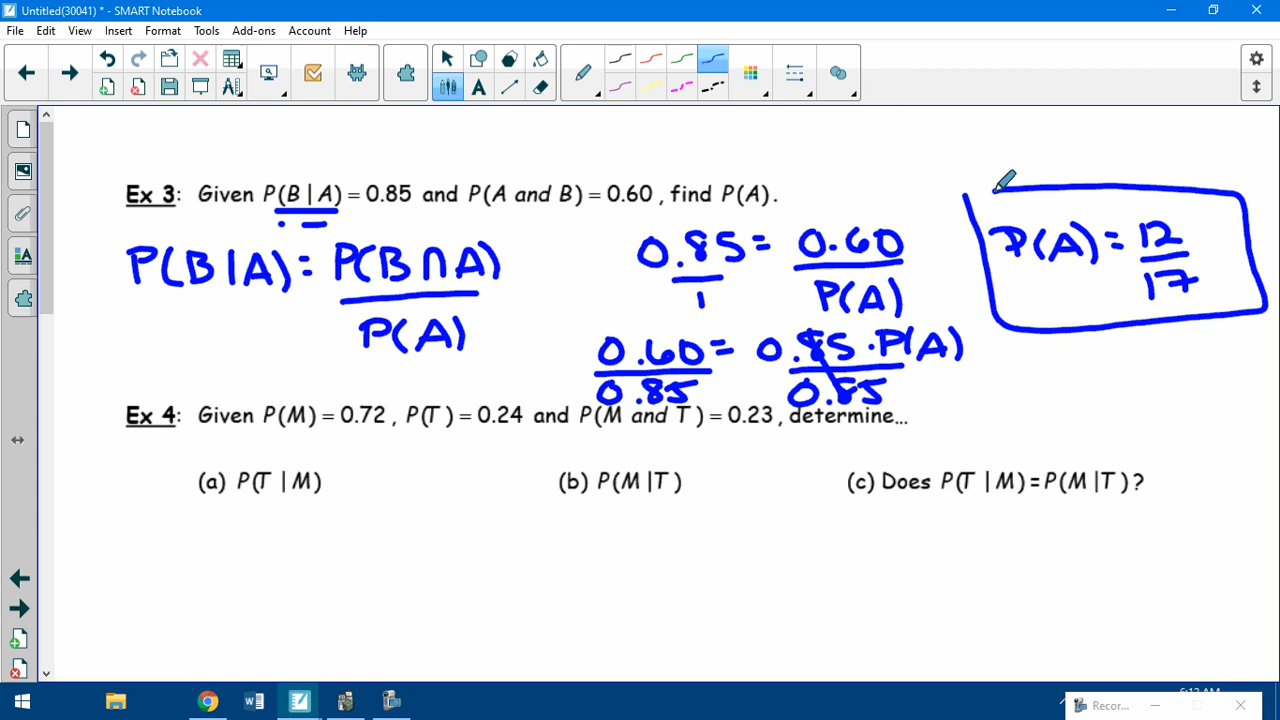 Untitled(30041) * - SMART Notebook
File Edit View Insert Format Tools Add-ons Account Help
Ex 3: Given P(B | A) = 0.85 and P(A and B) = 0.60 , find P(A).
P(B | A) = P(B ∩ A)
P(A)
0.85 = 0.60
1 P(A)
P(A) = 12
17
0.60 = 0.85 · P(A)
0.85 0.85
Ex 4: Given P(M) = 0.72 , P(T) = 0.24 and P(M and T ) = 0.23 , determine...
(a) P(T | M) (b) P(M |T) (c) Does P(T | M) = P(M |T ) ?
Recor...